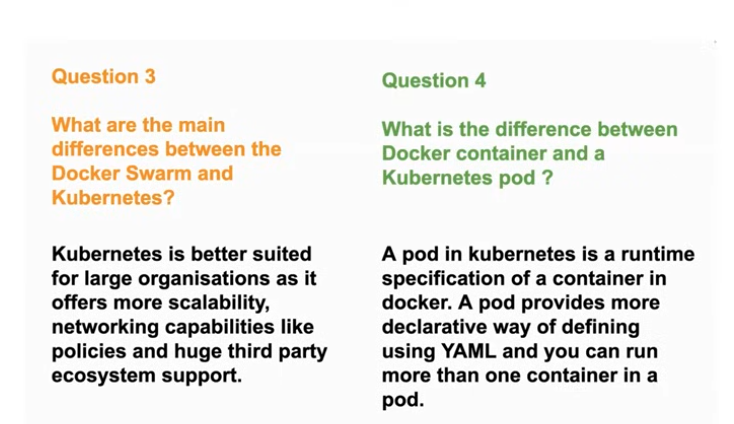 Question 3
What are the main
differences between the
Docker Swarm and
Kubernetes?
Kubernetes is better suited
for large organisations as it
offers more scalability,
networking capabilities like
policies and huge third party
ecosystem support.
Question 4
What is the difference between
Docker container and a
Kubernetes pod ?
A pod in kubernetes is a runtime
specification of a container in
docker. A pod provides more
declarative way of defining
using YAML and you can run
more than one container in a
pod.